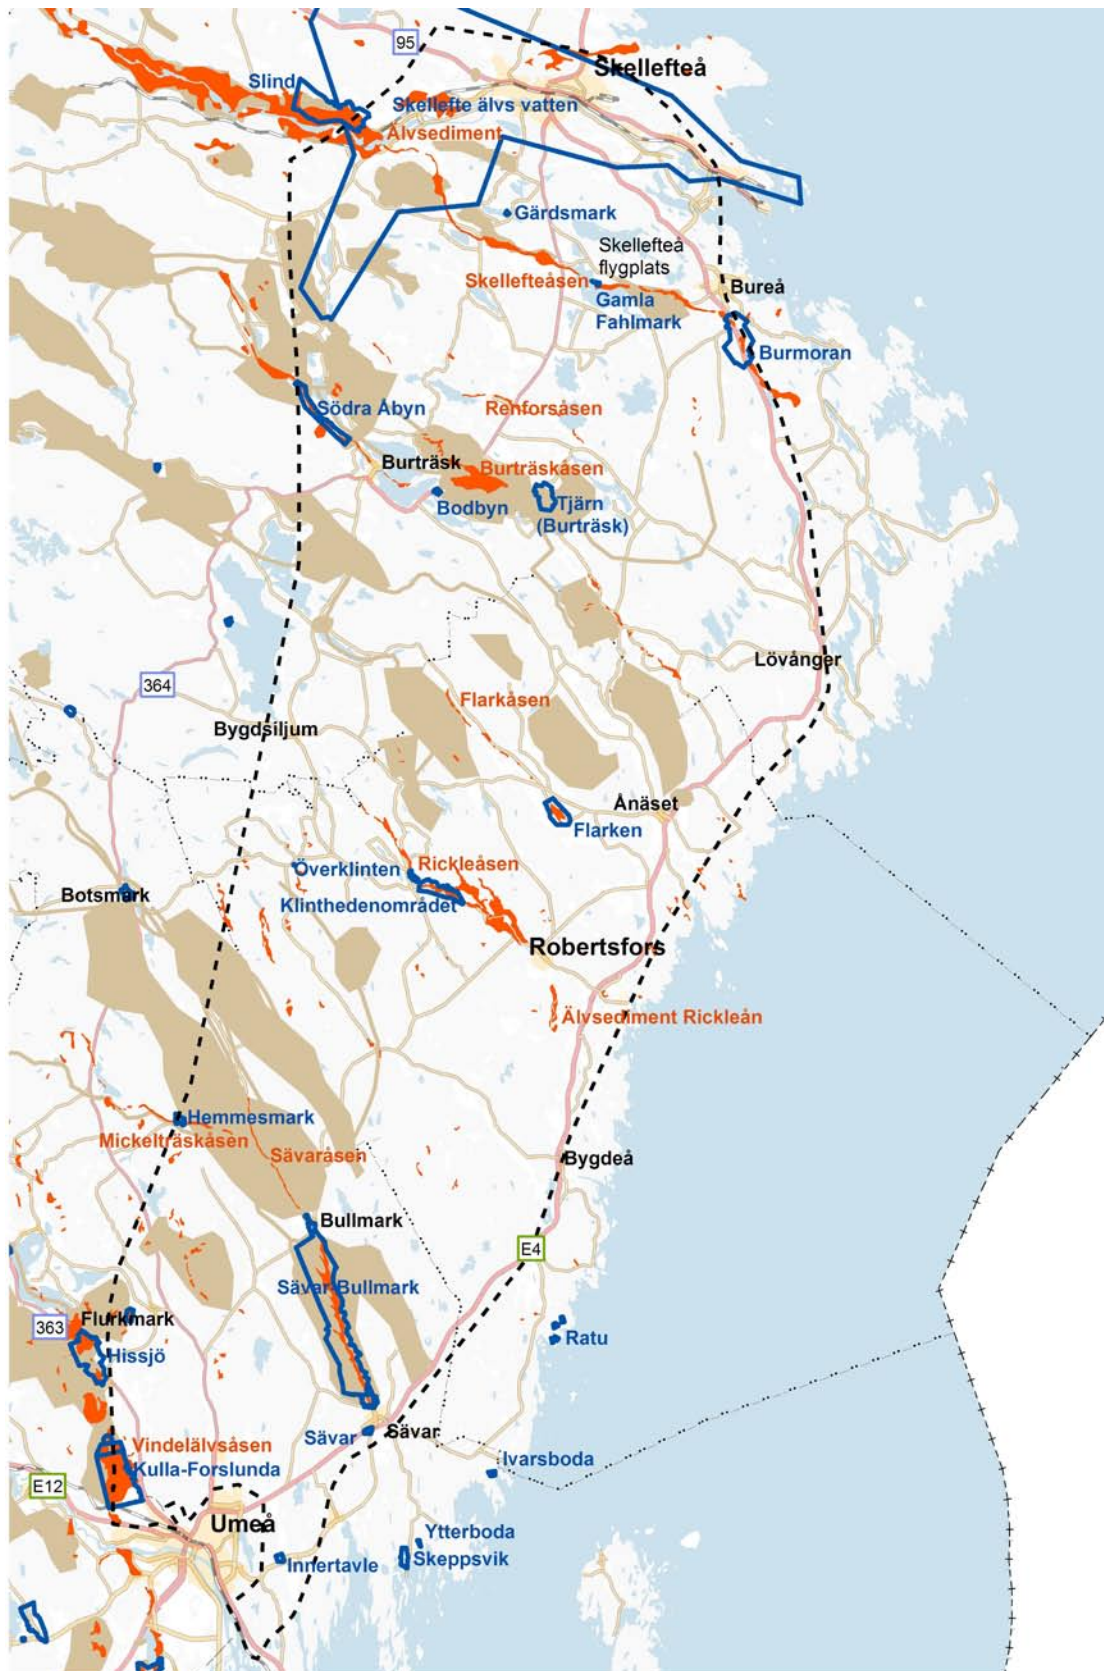 95
Skellefteå
Slind
Skellefte älvs vatten
Älvsediment
Gärdsmark
Skellefteå
flygplats
Skellefteåsen
Bureå
Gamla
Fahlmark
Burmoran
Södra Åbyn
Renforsåsen
Burträsk
Burträskåsen
Bodbyn
Tjärn
(Burträsk)
Lövånger
364
Flarkåsen
Bygdsiljum
Ånäset
Flarken
Överklinten
Rickleåsen
Botsmark
Klinthedenområdet
Robertsfors
Älvsediment Rickleån
Hemmesmark
Mickelträskåsen
Sävaråsen
Bygdeå
Bullmark
E4
Sävar-Bullmark
Flurkmark
363
Ratu
Hissjö
Sävar
Sävar
Vindelälvsåsen
Ivarsboda
Kulla-Forslunda
E12
Umeå
Ytterboda
Skeppsvik
Innertavle